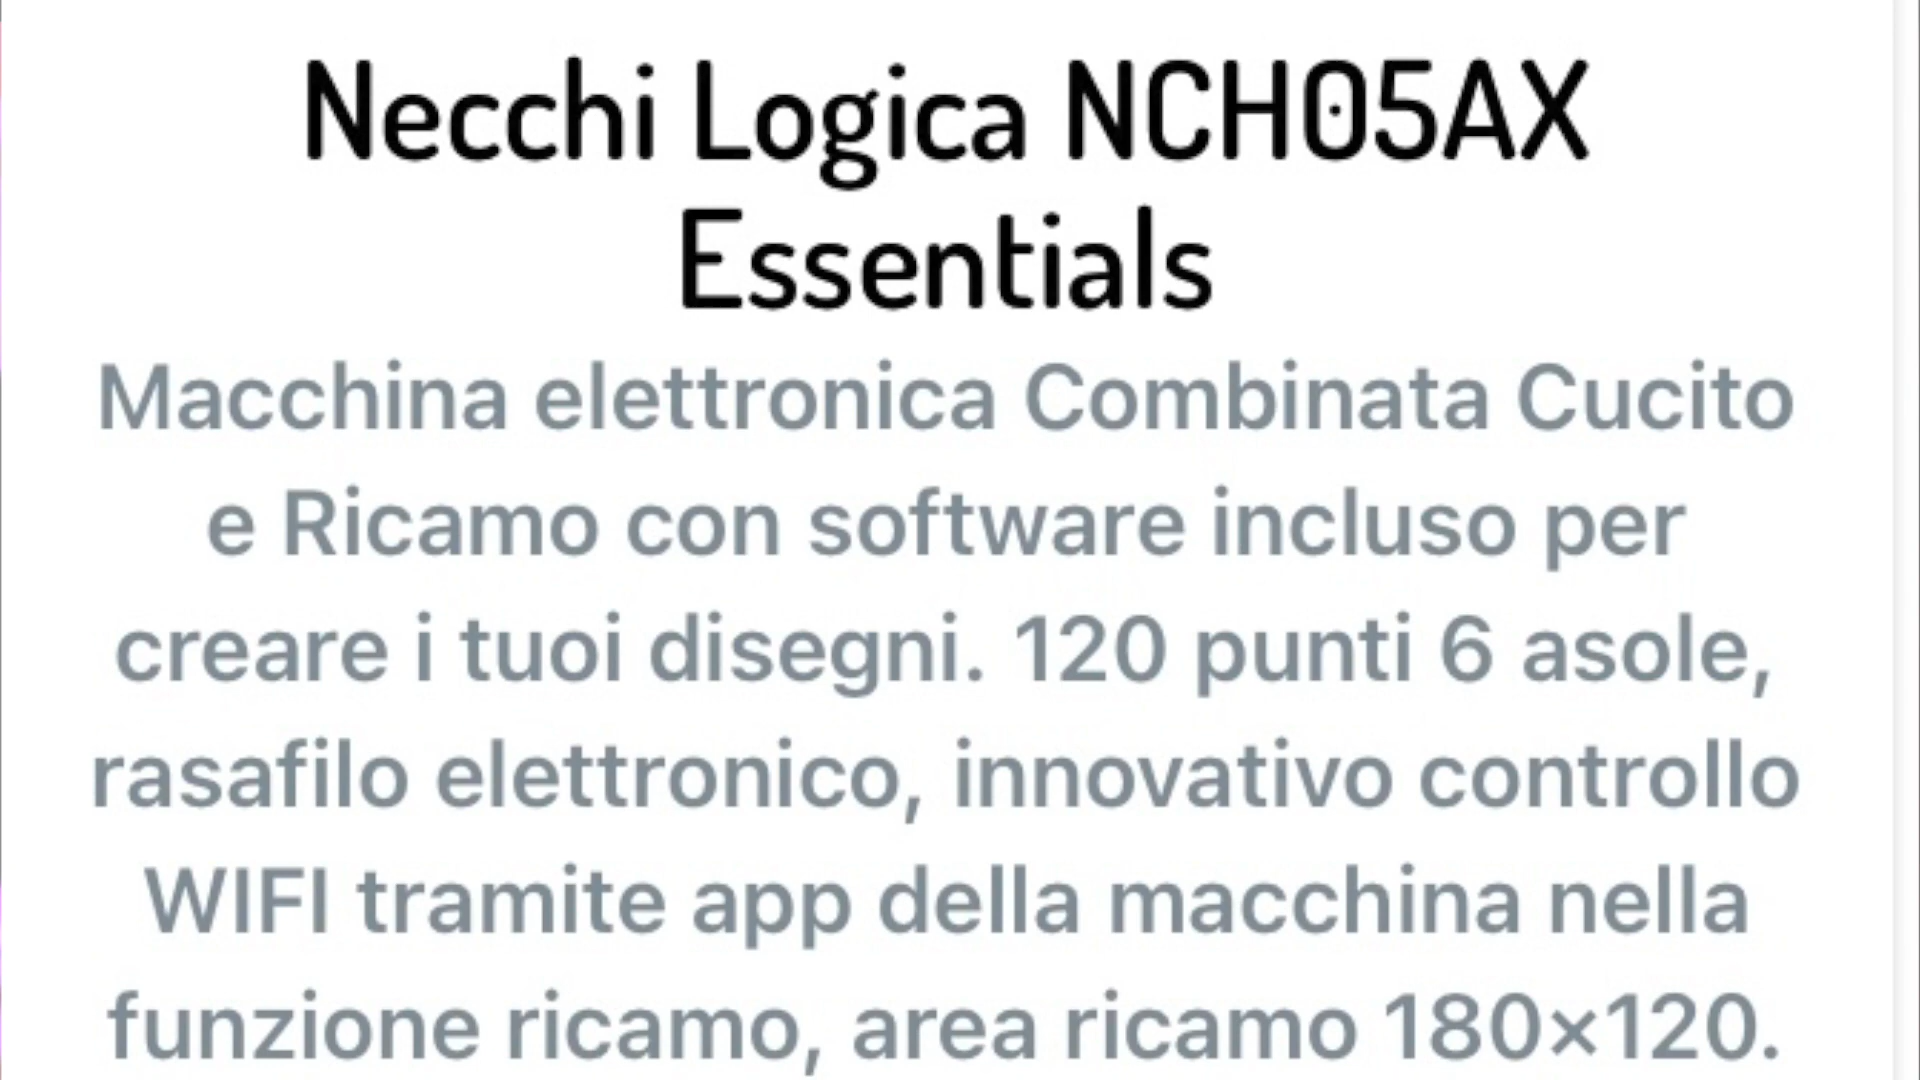 Necchi Logica NCH05AX
Essentials
Macchina elettronica Combinata Cucito
e Ricamo con software incluso per
creare i tuoi disegni. 120 punti 6 asole,
rasafilo elettronico, innovativo controllo
WIFI tramite app della macchina nella
funzione ricamo, area ricamo 180×120.